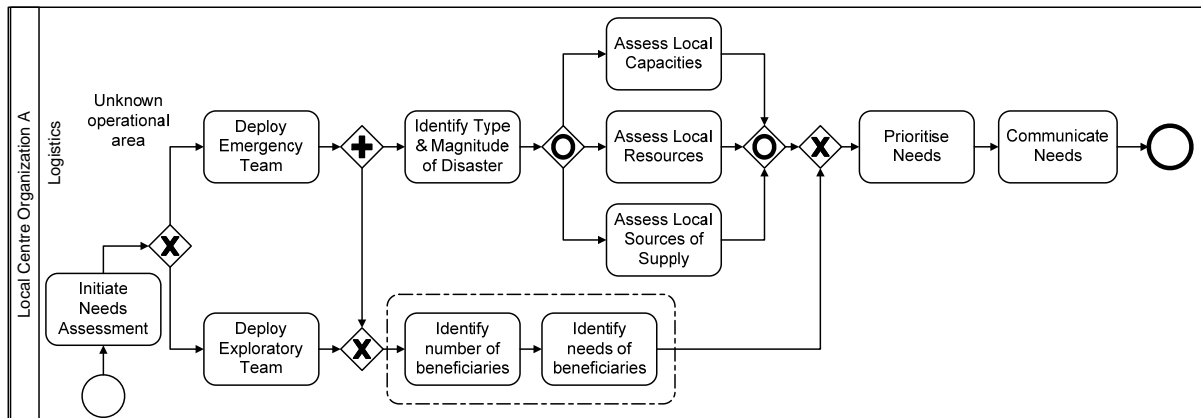 Local Centre Organization A
Logistics
Unknown
operational
area
Initiate
Needs
Assessment
Deploy
Emergency
Team
Deploy
Exploratory
Team
Identify Type
& Magnitude
of Disaster
Assess Local
Capacities
Assess Local
Resources
Assess Local
Sources of
Supply
Identify
number of
beneficiaries
Identify
needs of
beneficiaries
Prioritise
Needs
Communicate
Needs